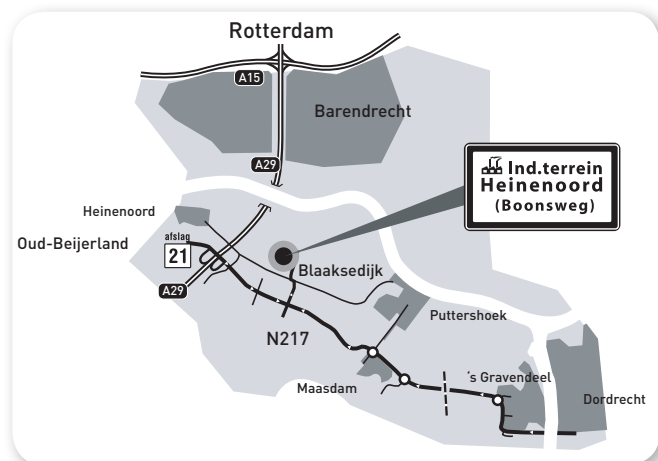 Rotterdam
A15
Barendrecht
A29
Ind.terrein
Heinenoord
(Boonsweg)
Heinenoord
Oud-Beijerland
afslag
21
A29
Blaaksedijk
N217
Puttershoek
Maasdam
's Gravendeel
Dordrecht